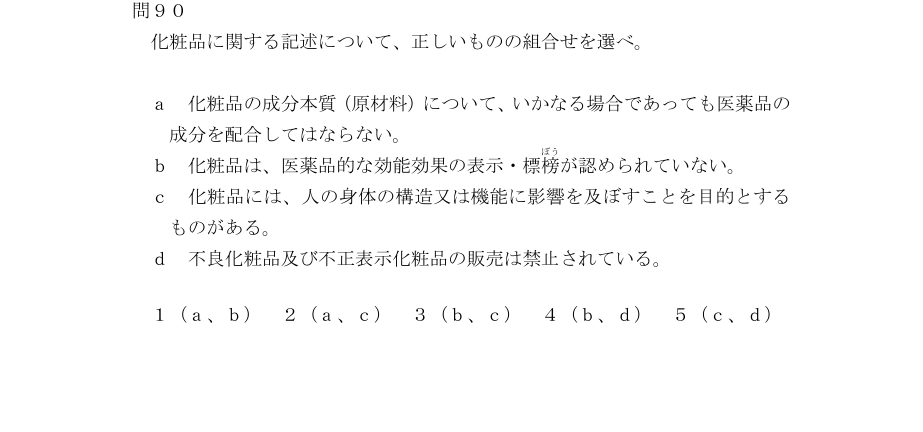 問９０
化粧品に関する記述について、正しいものの組合せを選べ。
ａ　化粧品の成分本質（原材料）について、いかなる場合であっても医薬品の
成分を配合してはならない。
ｂ　化粧品は、医薬品的な効能効果の表示・標榜ぼうが認められていない。
ｃ　化粧品には、人の身体の構造又は機能に影響を及ぼすことを目的とする
ものがある。
ｄ　不良化粧品及び不正表示化粧品の販売は禁止されている。
１（ａ、ｂ）　２（ａ、ｃ）　３（ｂ、ｃ）　４（ｂ、ｄ）　５（ｃ、ｄ）